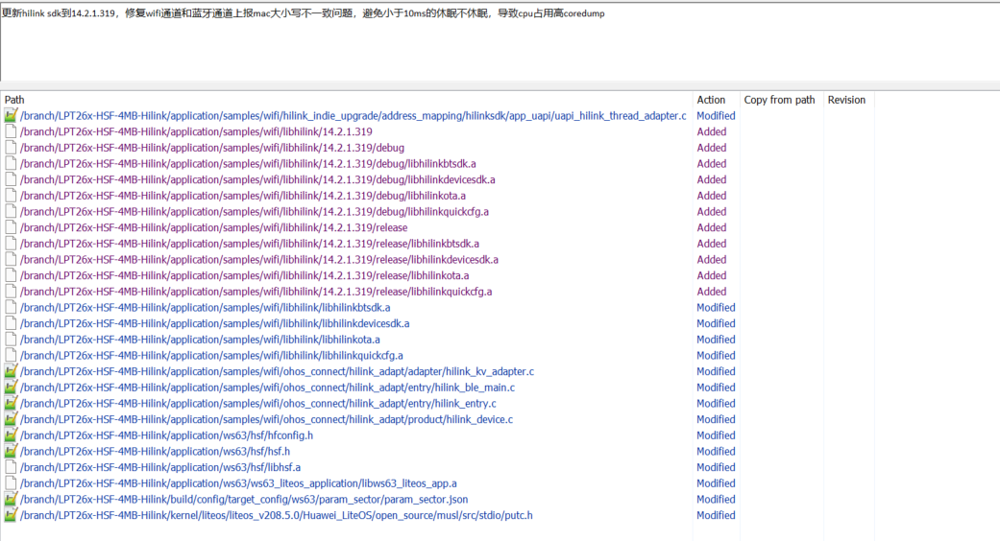 更新hilink sdk到14.2.1.319，修复wifi通道和蓝牙通道上报mac大小写不一致问题，避免小于10ms的休眠不休眠，导致cpu占用高coredump
Path Action Copy from path Revision
/branch/LPT26x-HSF-4MB-Hilink/application/samples/wifi/hilink_indie_upgrade/address_mapping/hilinksdk/app_uapi/uapi_hilink_thread_adapter.c Modified
/branch/LPT26x-HSF-4MB-Hilink/application/samples/wifi/libhilink/14.2.1.319 Added
/branch/LPT26x-HSF-4MB-Hilink/application/samples/wifi/libhilink/14.2.1.319/debug Added
/branch/LPT26x-HSF-4MB-Hilink/application/samples/wifi/libhilink/14.2.1.319/debug/libhilinkbtsdk.a Added
/branch/LPT26x-HSF-4MB-Hilink/application/samples/wifi/libhilink/14.2.1.319/debug/libhilinkdevicesdk.a Added
/branch/LPT26x-HSF-4MB-Hilink/application/samples/wifi/libhilink/14.2.1.319/debug/libhilinkota.a Added
/branch/LPT26x-HSF-4MB-Hilink/application/samples/wifi/libhilink/14.2.1.319/debug/libhilinkquickcfg.a Added
/branch/LPT26x-HSF-4MB-Hilink/application/samples/wifi/libhilink/14.2.1.319/release Added
/branch/LPT26x-HSF-4MB-Hilink/application/samples/wifi/libhilink/14.2.1.319/release/libhilinkbtsdk.a Added
/branch/LPT26x-HSF-4MB-Hilink/application/samples/wifi/libhilink/14.2.1.319/release/libhilinkdevicesdk.a Added
/branch/LPT26x-HSF-4MB-Hilink/application/samples/wifi/libhilink/14.2.1.319/release/libhilinkota.a Added
/branch/LPT26x-HSF-4MB-Hilink/application/samples/wifi/libhilink/14.2.1.319/release/libhilinkquickcfg.a Added
/branch/LPT26x-HSF-4MB-Hilink/application/samples/wifi/libhilink/libhilinkbtsdk.a Modified
/branch/LPT26x-HSF-4MB-Hilink/application/samples/wifi/libhilink/libhilinkdevicesdk.a Modified
/branch/LPT26x-HSF-4MB-Hilink/application/samples/wifi/libhilink/libhilinkota.a Modified
/branch/LPT26x-HSF-4MB-Hilink/application/samples/wifi/libhilink/libhilinkquickcfg.a Modified
/branch/LPT26x-HSF-4MB-Hilink/application/samples/wifi/ohos_connect/hilink_adapt/adapter/hilink_kv_adapter.c Modified
/branch/LPT26x-HSF-4MB-Hilink/application/samples/wifi/ohos_connect/hilink_adapt/entry/hilink_ble_main.c Modified
/branch/LPT26x-HSF-4MB-Hilink/application/samples/wifi/ohos_connect/hilink_adapt/entry/hilink_entry.c Modified
/branch/LPT26x-HSF-4MB-Hilink/application/samples/wifi/ohos_connect/hilink_adapt/product/hilink_device.c Modified
/branch/LPT26x-HSF-4MB-Hilink/application/ws63/hsf/hfconfig.h Modified
/branch/LPT26x-HSF-4MB-Hilink/application/ws63/hsf/hsf.h Modified
/branch/LPT26x-HSF-4MB-Hilink/application/ws63/hsf/libhsf.a Modified
/branch/LPT26x-HSF-4MB-Hilink/application/ws63/ws63_liteos_application/libws63_liteos_app.a Modified
/branch/LPT26x-HSF-4MB-Hilink/build/config/target_config/ws63/param_sector/param_sector.json Modified
/branch/LPT26x-HSF-4MB-Hilink/kernel/liteos/liteos_v208.5.0/Huawei_LiteOS/open_source/musl/src/stdio/putc.h Modified